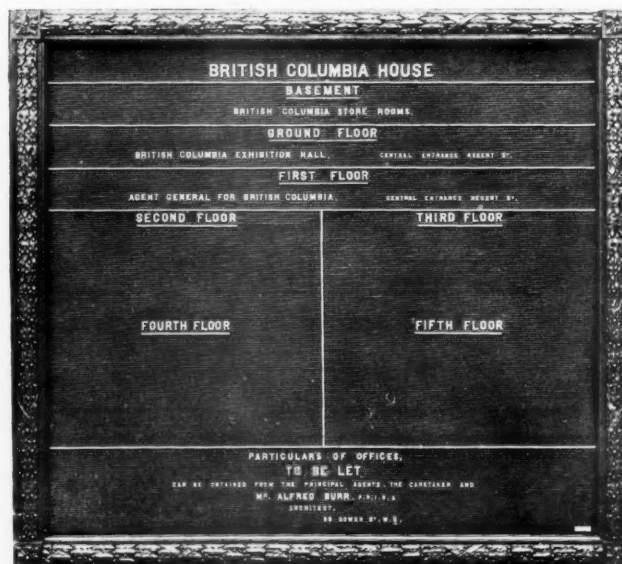 BRITISH COLUMBIA HOUSE
BASEMENT
BRITISH COLUMBIA STORE ROOMS
GROUND FLOOR
BRITISH COLUMBIA EXHIBITION HALL. CENTRAL ENTRANCE REGENT ST.
FIRST FLOOR
AGENT GENERAL FOR BRITISH COLUMBIA. CENTRAL ENTRANCE REGENT ST.
SECOND FLOOR
THIRD FLOOR
FOURTH FLOOR
FIFTH FLOOR
PARTICULARS OF OFFICES,
TO BE LET
CAN BE OBTAINED FROM THE PRINCIPAL AGENTS, THE CARETAKER AND
MR. ALFRED BURR, F.R.I.B.A
ARCHITECT.
GOWER ST. W.C.